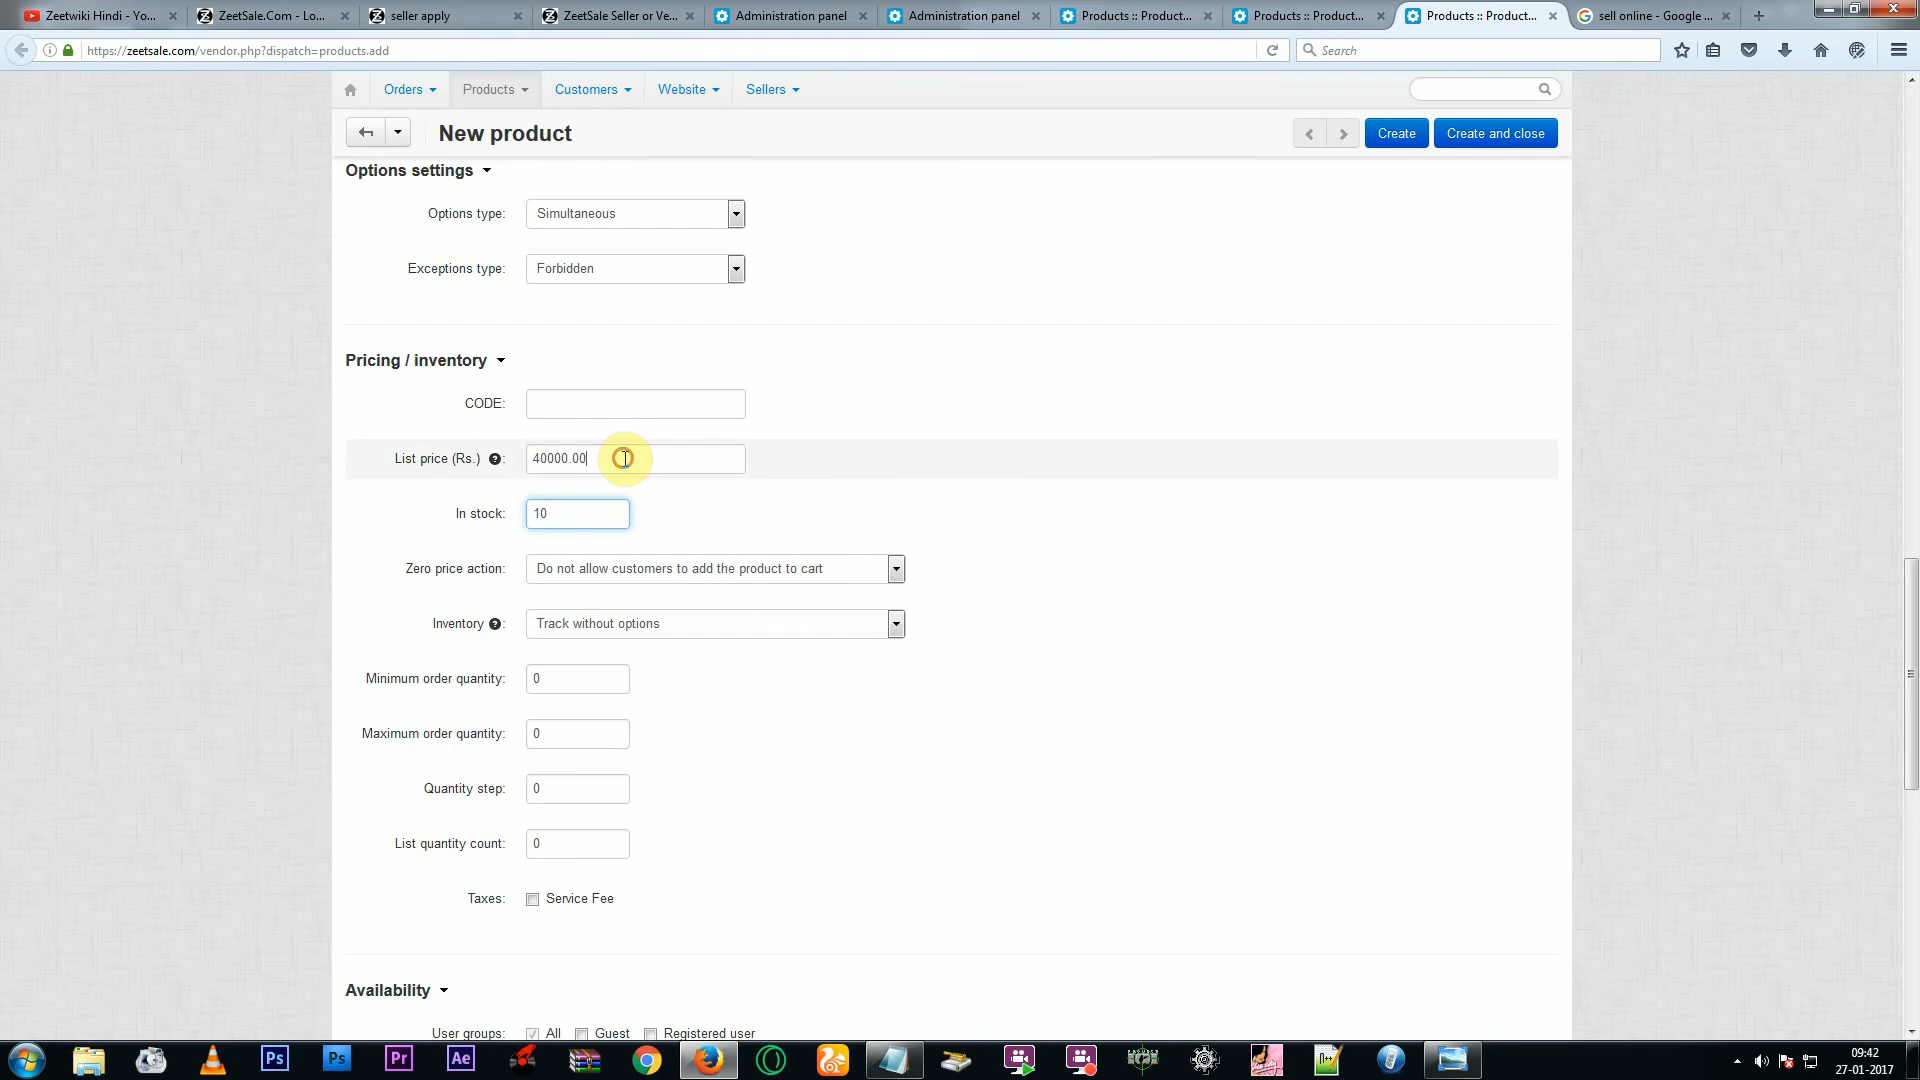 Zeetwiki Hindi - Yo...
ZeetSale.Com - Lo...
seller apply
ZeetSale Seller or Ve...
Administration panel
Administration panel
Products :: Product...
Products :: Product...
Products :: Product...
sell online - Google ...
https://zeetsale.com/vendor.php?dispatch=products.add
Search
Orders
Products
Customers
Website
Sellers
New product
Create
Create and close
Options settings
Options type: Simultaneous
Exceptions type: Forbidden
Pricing / inventory
CODE:
List price (Rs.) ?: 40000.00
In stock: 10
Zero price action: Do not allow customers to add the product to cart
Inventory ?: Track without options
Minimum order quantity: 0
Maximum order quantity: 0
Quantity step: 0
List quantity count: 0
Taxes: Service Fee
Availability
User groups: All Guest Registered user
Ps
Ps
Pr
Ae
09:42
27-01-2017